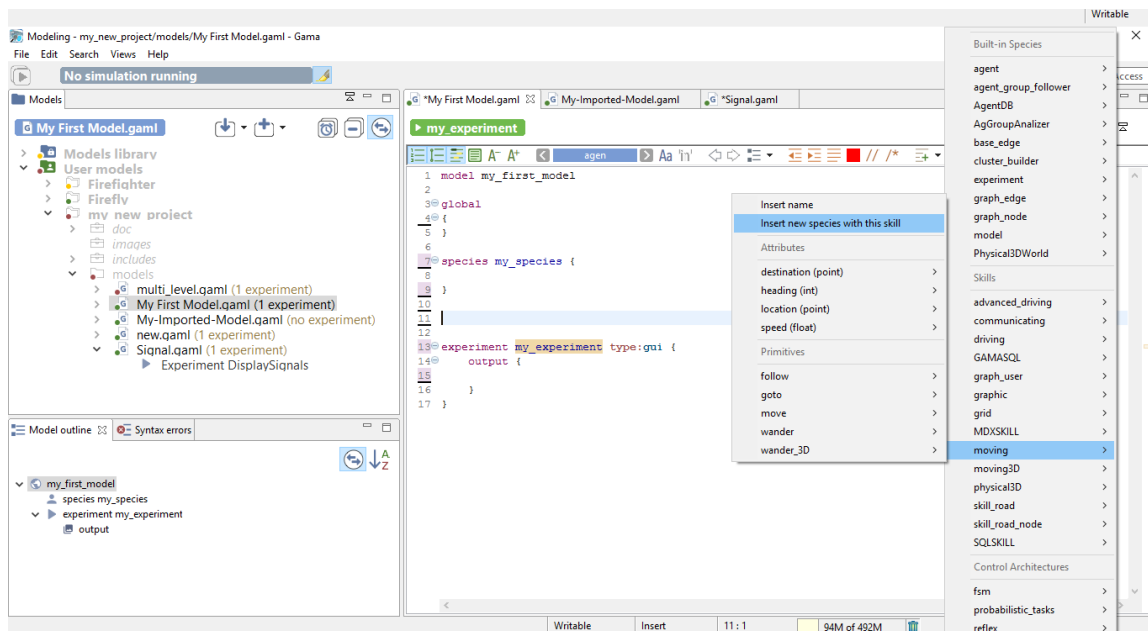 Writable
Modeling - my_new_project/models/My First Model.gaml - Gama
File Edit Search Views Help
No simulation running
Access
Models
*My First Model.gaml
My-Imported-Model.gaml
*Signal.gaml
My First Model.gaml
my_experiment
Models library
User models
Firefighter
Firefly
my new project
doc
images
includes
models
multi_level.gaml (1 experiment)
My First Model.gaml (1 experiment)
My-Imported-Model.gaml (no experiment)
new.gaml (1 experiment)
Signal.gaml (1 experiment)
Experiment DisplaySignals
Model outline
Syntax errors
A
Z
my_first_model
species my_species
experiment my_experiment
output
A- A+ agen Aa 'n' // /*
1 model my_first_model
2
3 global
4 {
5 }
6
7 species my_species {
8
9 }
10
11
12
13 experiment my_experiment type:gui {
14 output {
15
16 }
17 }
Insert name
Insert new species with this skill
Attributes
destination (point)
heading (int)
location (point)
speed (float)
Primitives
follow
goto
move
wander
wander_3D
Built-in Species
agent
agent_group_follower
AgentDB
AgGroupAnalizer
base_edge
cluster_builder
experiment
graph_edge
graph_node
model
Physical3DWorld
Skills
advanced_driving
communicating
driving
GAMASQL
graph_user
graphic
grid
MDXSKILL
moving
moving3D
physical3D
skill_road
skill_road_node
SQLSKILL
Control Architectures
fsm
probabilistic_tasks
reflex
Writable
Insert
11 : 1
94M of 492M